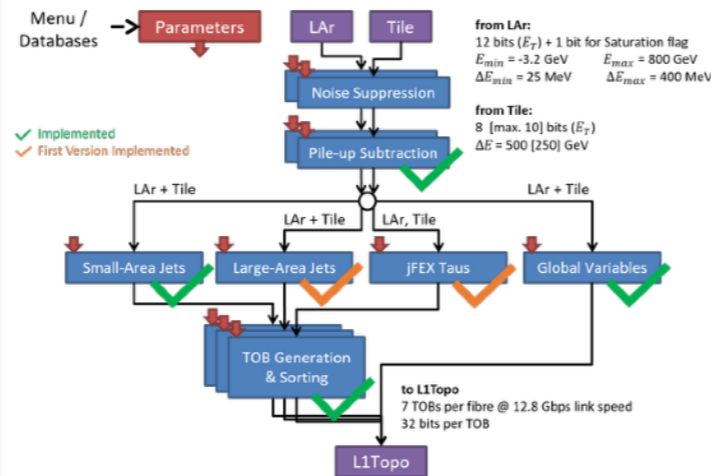 Menu /
Databases
Parameters
LAr
Tile
from LAr:
12 bits (E_T) + 1 bit for Saturation flag
E_min = -3.2 GeV E_max = 800 GeV
ΔE_min = 25 MeV ΔE_max = 400 MeV
Noise Suppression
from Tile:
8 [max. 10] bits (E_T)
ΔE = 500 [250] GeV
Implemented
First Version Implemented
Pile-up Subtraction
LAr + Tile
LAr + Tile
LAr, Tile
LAr + Tile
Small-Area Jets
Large-Area Jets
jFEX Taus
Global Variables
TOB Generation
& Sorting
to L1Topo
7 TOBs per fibre @ 12.8 Gbps link speed
32 bits per TOB
L1Topo